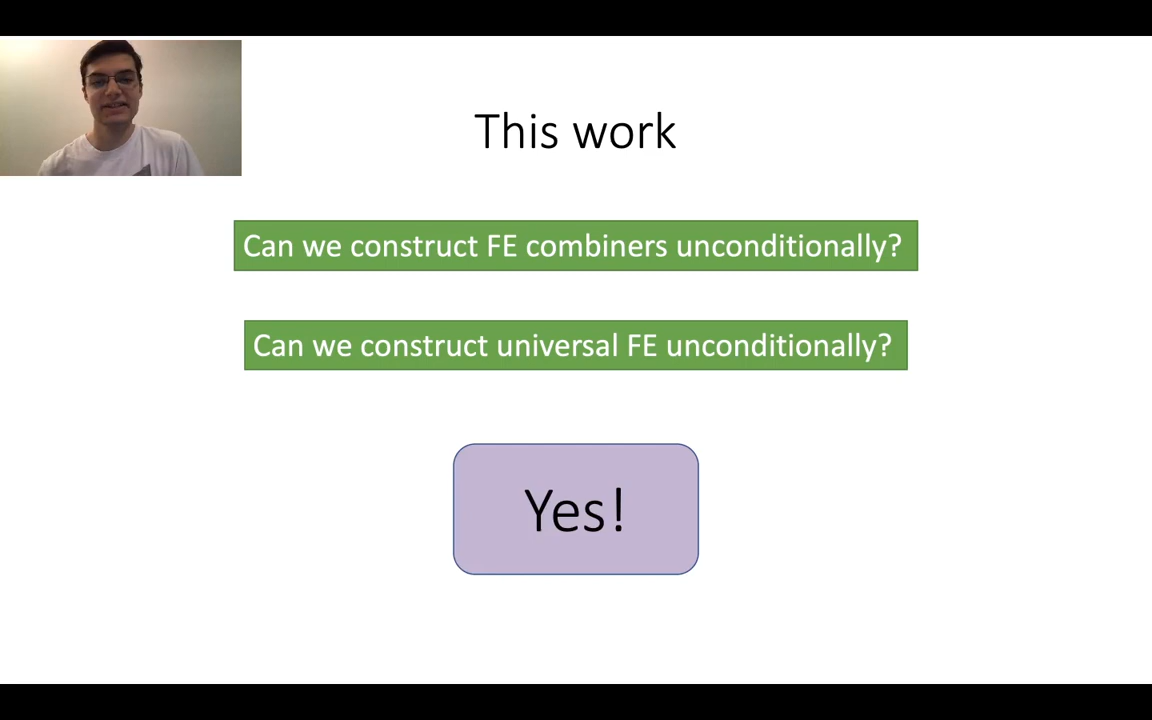 This work
Can we construct FE combiners unconditionally?
Can we construct universal FE unconditionally?
Yes!